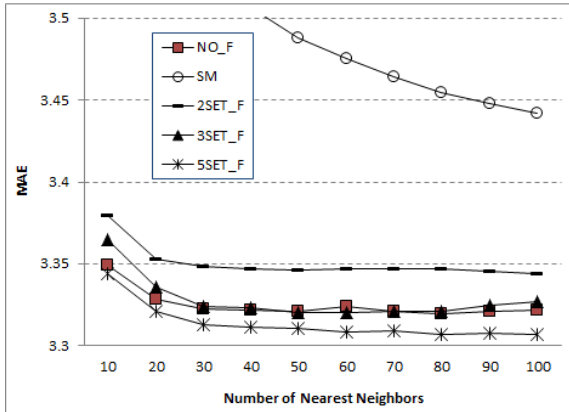 3.5
3.45
3.4
3.35
3.3
MAE
NO_F
SM
2SET_F
3SET_F
5SET_F
10 20 30 40 50 60 70 80 90 100
Number of Nearest Neighbors